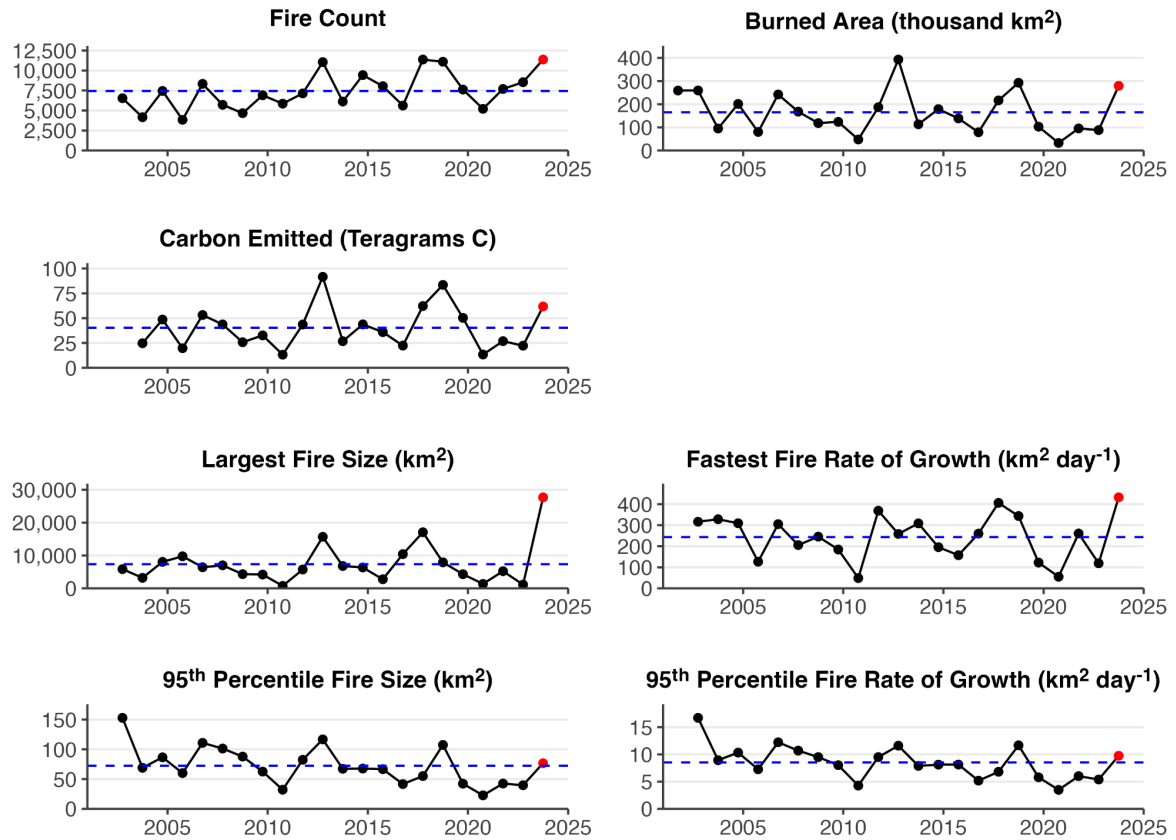 Fire Count
12,500
10,000
7,500
5,000
2,500
0
2005 2010 2015 2020 2025
Burned Area (thousand km²)
400
300
200
100
0
2005 2010 2015 2020 2025
Carbon Emitted (Teragrams C)
100
75
50
25
0
2005 2010 2015 2020 2025
Largest Fire Size (km²)
30,000
20,000
10,000
0
2005 2010 2015 2020 2025
Fastest Fire Rate of Growth (km² day⁻¹)
400
300
200
100
0
2005 2010 2015 2020 2025
95ᵗʰ Percentile Fire Size (km²)
150
100
50
0
2005 2010 2015 2020 2025
95ᵗʰ Percentile Fire Rate of Growth (km² day⁻¹)
15
10
5
0
2005 2010 2015 2020 2025